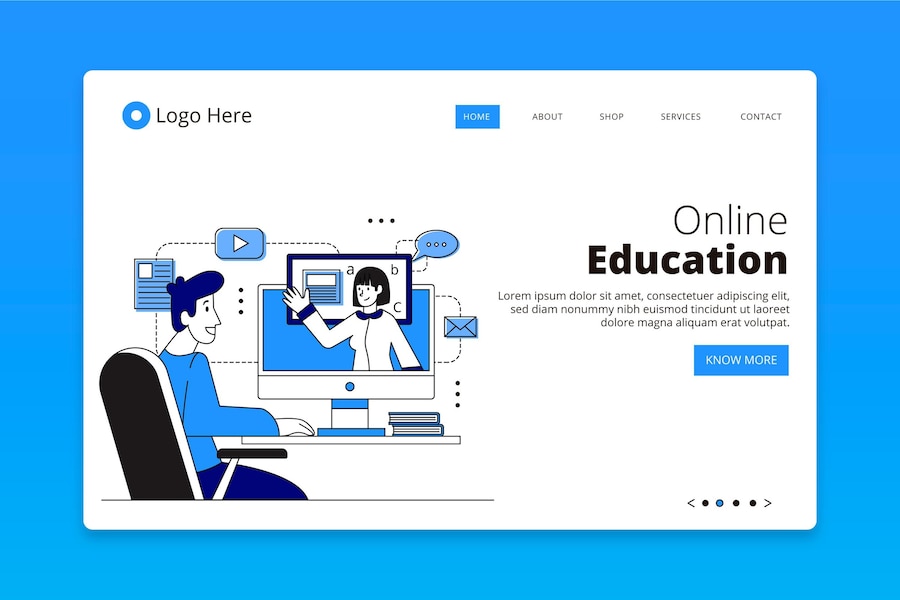 Logo Here
HOME ABOUT SHOP SERVICES CONTACT
Online
Education
Lorem ipsum dolor sit amet, consectetuer adipiscing elit,
sed diam nonummy nibh euismod tincidunt ut laoreet
dolore magna aliquam erat volutpat.
KNOW MORE
a
b
C